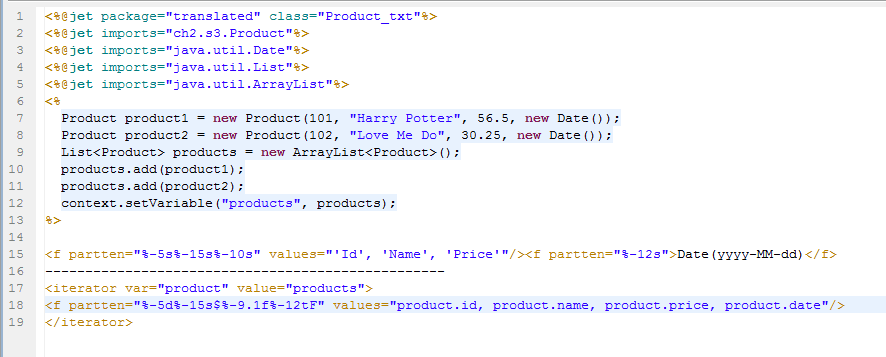 1 <%@jet package="translated" class="Product_txt"%>
2 <%@jet imports="ch2.s3.Product"%>
3 <%@jet imports="java.util.Date"%>
4 <%@jet imports="java.util.List"%>
5 <%@jet imports="java.util.ArrayList"%>
6 <%
7   Product product1 = new Product(101, "Harry Potter", 56.5, new Date());
8   Product product2 = new Product(102, "Love Me Do", 30.25, new Date());
9   List<Product> products = new ArrayList<Product>();
10   products.add(product1);
11   products.add(product2);
12   context.setVariable("products", products);
13 %>
14
15 <f partten="%-5s%-15s%-10s" values="'Id', 'Name', 'Price'"/><f partten="%-12s">Date(yyyy-MM-dd)</f>
16 ---------------------------------------------------
17 <iterator var="product" value="products">
18 <f partten="%-5d%-15s$%-9.1f%-12tF" values="product.id, product.name, product.price, product.date"/>
19 </iterator>